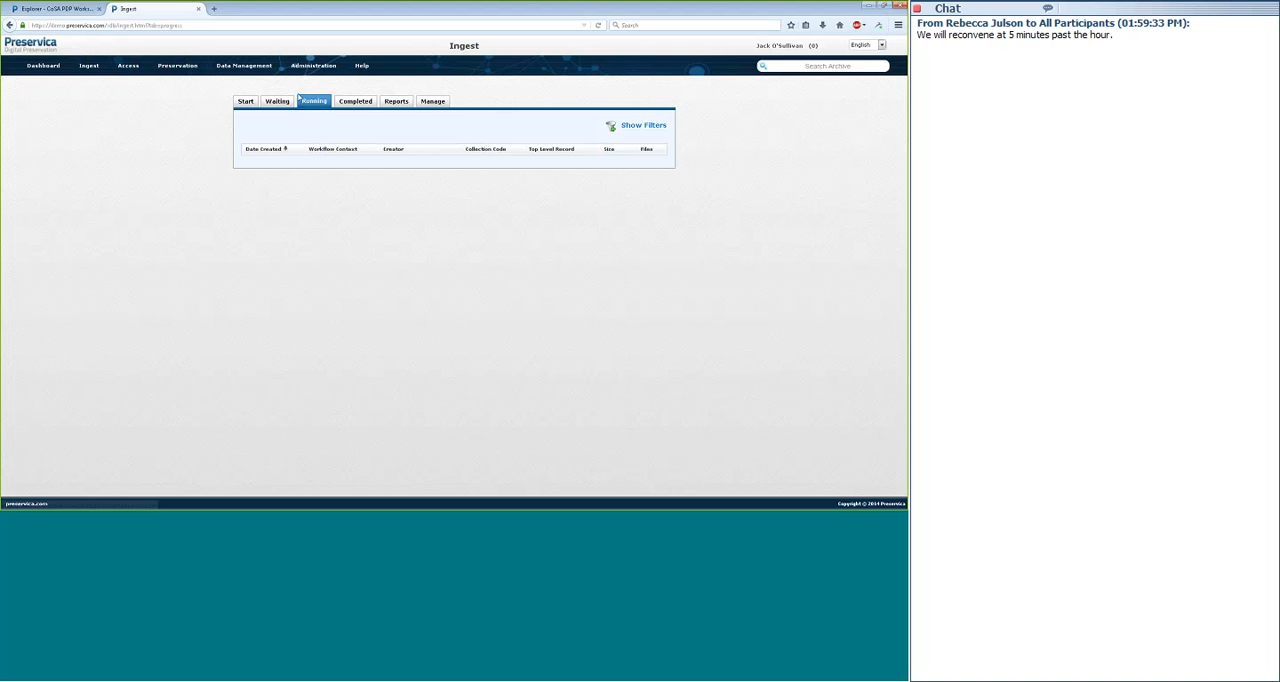 Explorer - CoSA PDP Works...
Ingest
Search
Preservica
Digital Preservation
Ingest
Jack O'Sullivan (0)
English
Dashboard Ingest Access Preservation Data Management Administration Help
Search Archive
Start Waiting Running Completed Reports Manage
Show Filters
Date Created Workflow Context Creator Collection Code Top Level Record Size Files
preservica.com
Copyright © 2014 Preservica
Chat
From Rebecca Julson to All Participants (01:59:33 PM):
We will reconvene at 5 minutes past the hour.